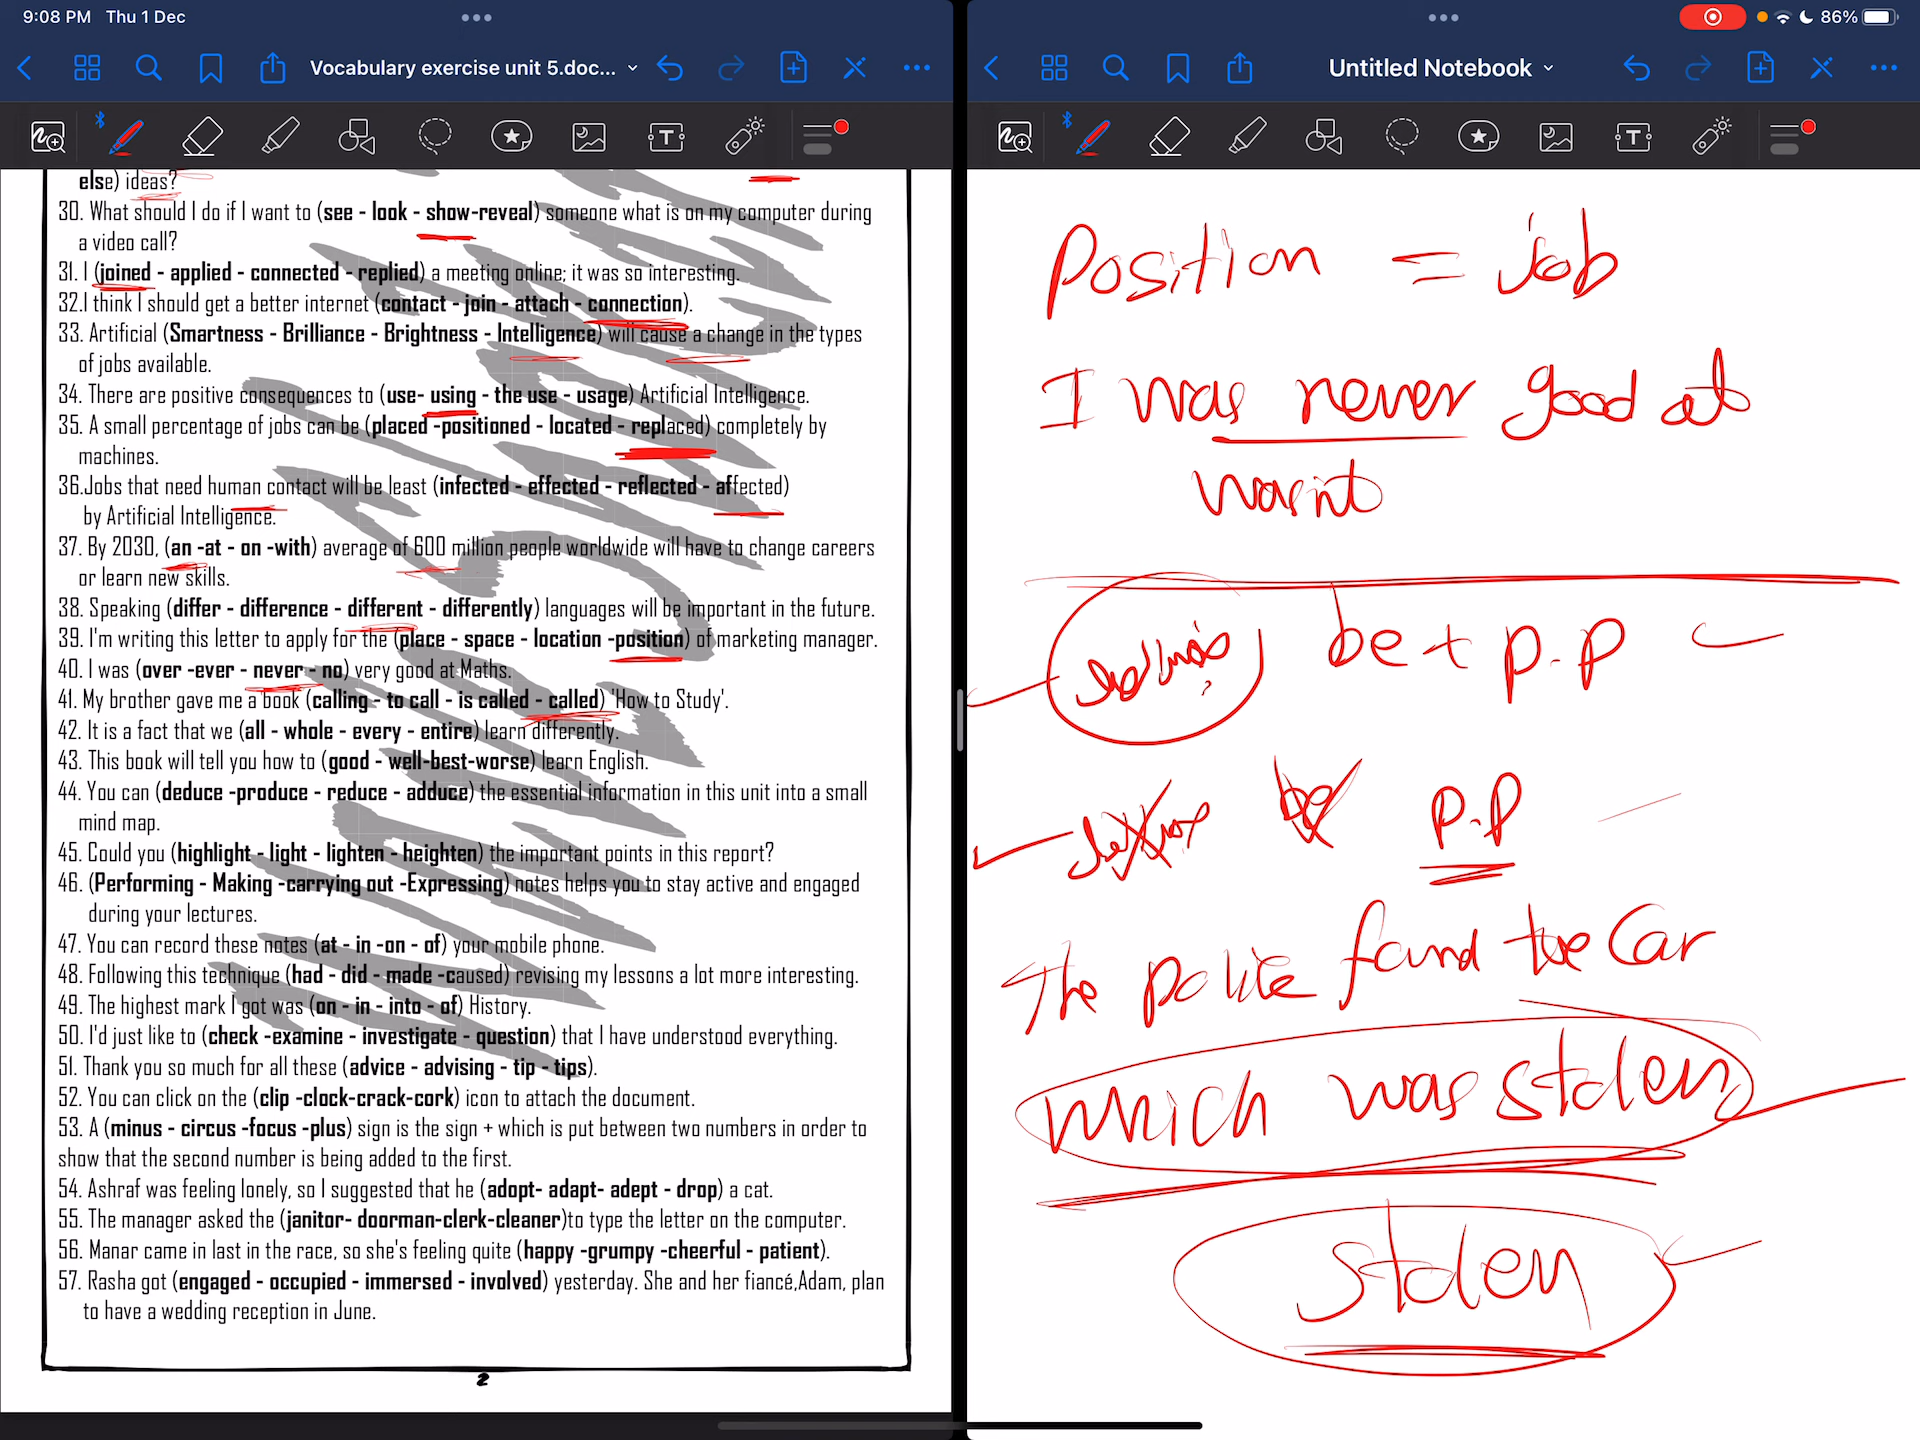 9:08 PM Thu 1 Dec
86%
Vocabulary exercise unit 5.doc...
Untitled Notebook
else) ideas?
30. What should I do if I want to (see - look - show-reveal) someone what is on my computer during
a video call?
31. I (joined - applied - connected - replied) a meeting online; it was so interesting.
32.I think I should get a better internet (contact - join - attach - connection).
33. Artificial (Smartness - Brilliance - Brightness - Intelligence) will cause a change in the types
of jobs available.
34. There are positive consequences to (use- using - the use - usage) Artificial Intelligence.
35. A small percentage of jobs can be (placed -positioned - located - replaced) completely by
machines.
36.Jobs that need human contact will be least (infected - effected - reflected - affected)
by Artificial Intelligence.
37. By 2030, (an -at - on -with) average of 600 million people worldwide will have to change careers
or learn new skills.
38. Speaking (differ - difference - different - differently) languages will be important in the future.
39. I'm writing this letter to apply for the (place - space - location -position) of marketing manager.
40. I was (over -ever - never - no) very good at Maths.
41. My brother gave me a book (calling - to call - is called - called) 'How to Study'.
42. It is a fact that we (all - whole - every - entire) learn differently.
43. This book will tell you how to (good - well-best-worse) learn English.
44. You can (deduce -produce - reduce - adduce) the essential information in this unit into a small
mind map.
45. Could you (highlight - light - lighten - heighten) the important points in this report?
46. (Performing - Making -carrying out -Expressing) notes helps you to stay active and engaged
during your lectures.
47. You can record these notes (at - in -on - of) your mobile phone.
48. Following this technique (had - did - made -caused) revising my lessons a lot more interesting.
49. The highest mark I got was (on - in - into - of) History.
50. I'd just like to (check -examine - investigate - question) that I have understood everything.
51. Thank you so much for all these (advice - advising - tip - tips).
52. You can click on the (clip -clock-crack-cork) icon to attach the document.
53. A (minus - circus -focus -plus) sign is the sign + which is put between two numbers in order to
show that the second number is being added to the first.
54. Ashraf was feeling lonely, so I suggested that he (adopt- adapt- adept - drop) a cat.
55. The manager asked the (janitor- doorman-clerk-cleaner)to type the letter on the computer.
56. Manar came in last in the race, so she's feeling quite (happy -grumpy -cheerful - patient).
57. Rasha got (engaged - occupied - immersed - involved) yesterday. She and her fiancé,Adam, plan
to have a wedding reception in June.
2
Position = job
I was never good at
wasn't
be + p.p
be p.p
The police found the car
which was stolen
stolen